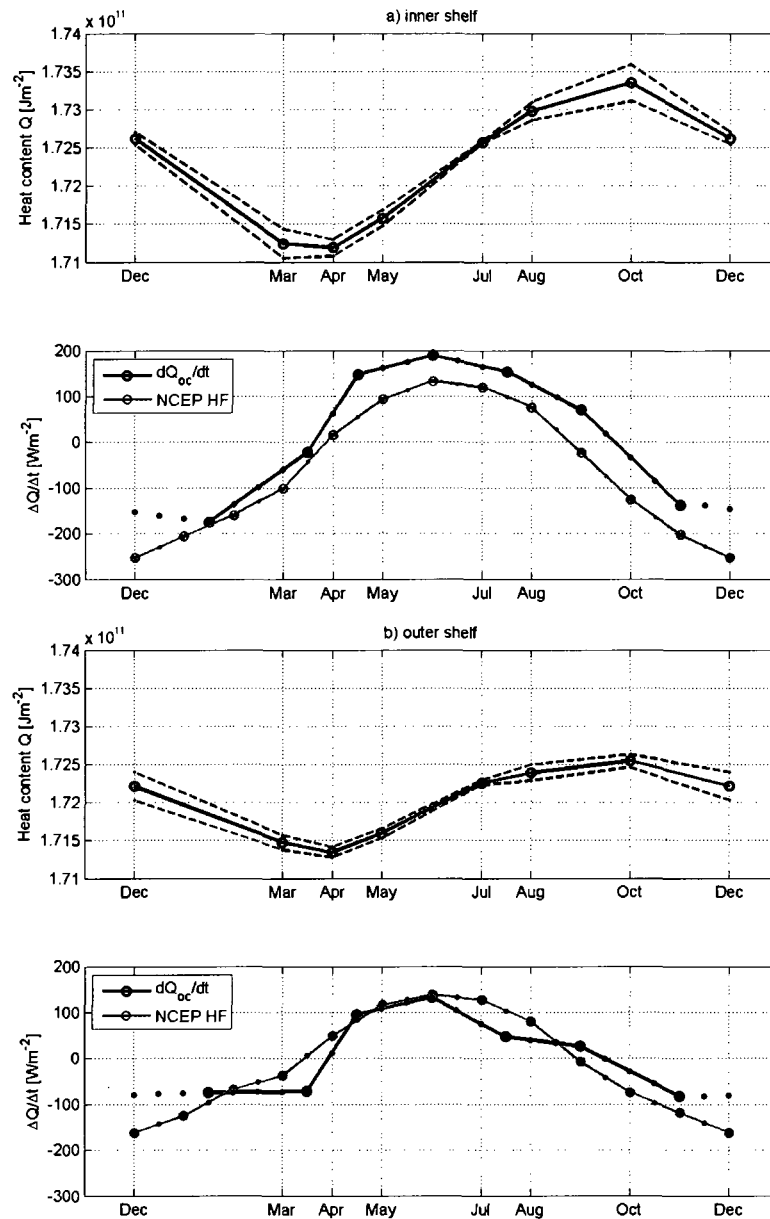 x 10^11
a) inner shelf
1.74
1.735
1.73
1.725
1.72
1.715
1.71
Heat content Q [Jm^-2]
Dec Mar Apr May Jul Aug Oct Dec
200
100
0
-100
-200
-300
ΔQ/Δt [Wm^-2]
dQ_oc/dt
NCEP HF
Dec Mar Apr May Jul Aug Oct Dec
x 10^11
b) outer shelf
1.74
1.735
1.73
1.725
1.72
1.715
1.71
Heat content Q [Jm^-2]
Dec Mar Apr May Jul Aug Oct Dec
200
100
0
-100
-200
-300
ΔQ/Δt [Wm^-2]
dQ_oc/dt
NCEP HF
Dec Mar Apr May Jul Aug Oct Dec